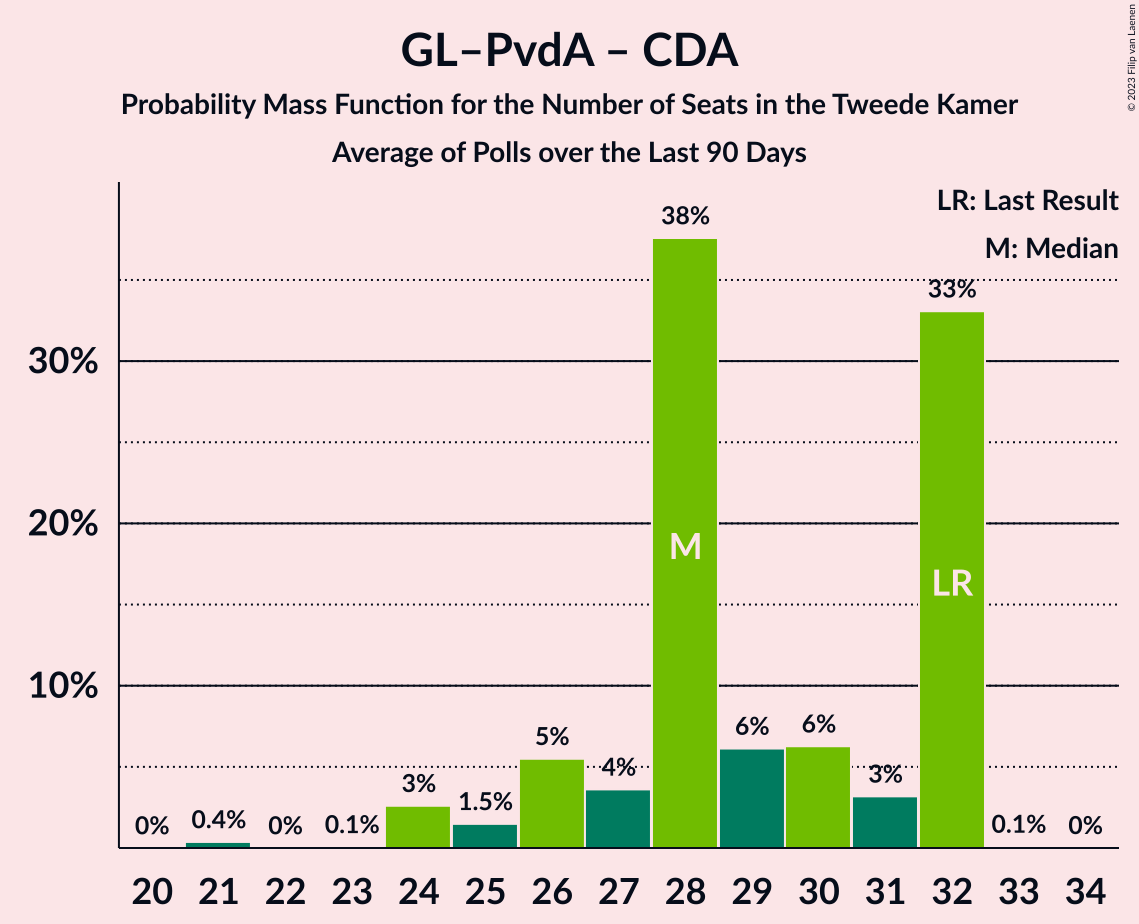 GL–PvdA – CDA
Probability Mass Function for the Number of Seats in the Tweede Kamer
Average of Polls over the Last 90 Days
© 2023 Filip van Laenen
LR: Last Result
M: Median
38%
33%
30%
20%
M
LR
10%
6%
6%
5%
4%
3%
3%
1.5%
0%
0.4%
0%
0.1%
0.1%
0%
20 21 22 23 24 25 26 27 28 29 30 31 32 33 34